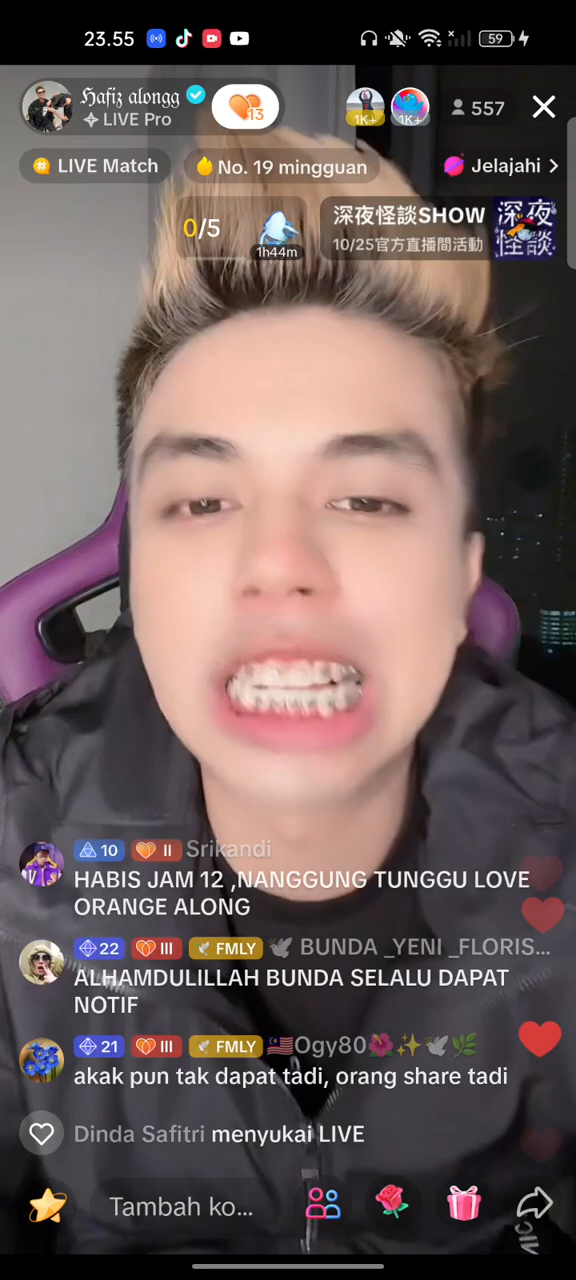 23.55
59
Hafiz alongg
LIVE Pro
13
1K+
1K+
557
LIVE Match
No. 19 mingguan
Jelajahi
0/5
1h44m
深夜怪談SHOW
10/25官方直播間活動
深夜
怪談
10 II Srikandi
HABIS JAM 12 ,NANGGUNG TUNGGU LOVE
ORANGE ALONG
22 III FMLY 🕊 BUNDA _YENI _FLORIS...
ALHAMDULILLAH BUNDA SELALU DAPAT
NOTIF
21 III FMLY 🇲🇾Ogy80🌺✨🕊🌿
akak pun tak dapat tadi, orang share tadi
Dinda Safitri menyukai LIVE
Tambah ko...